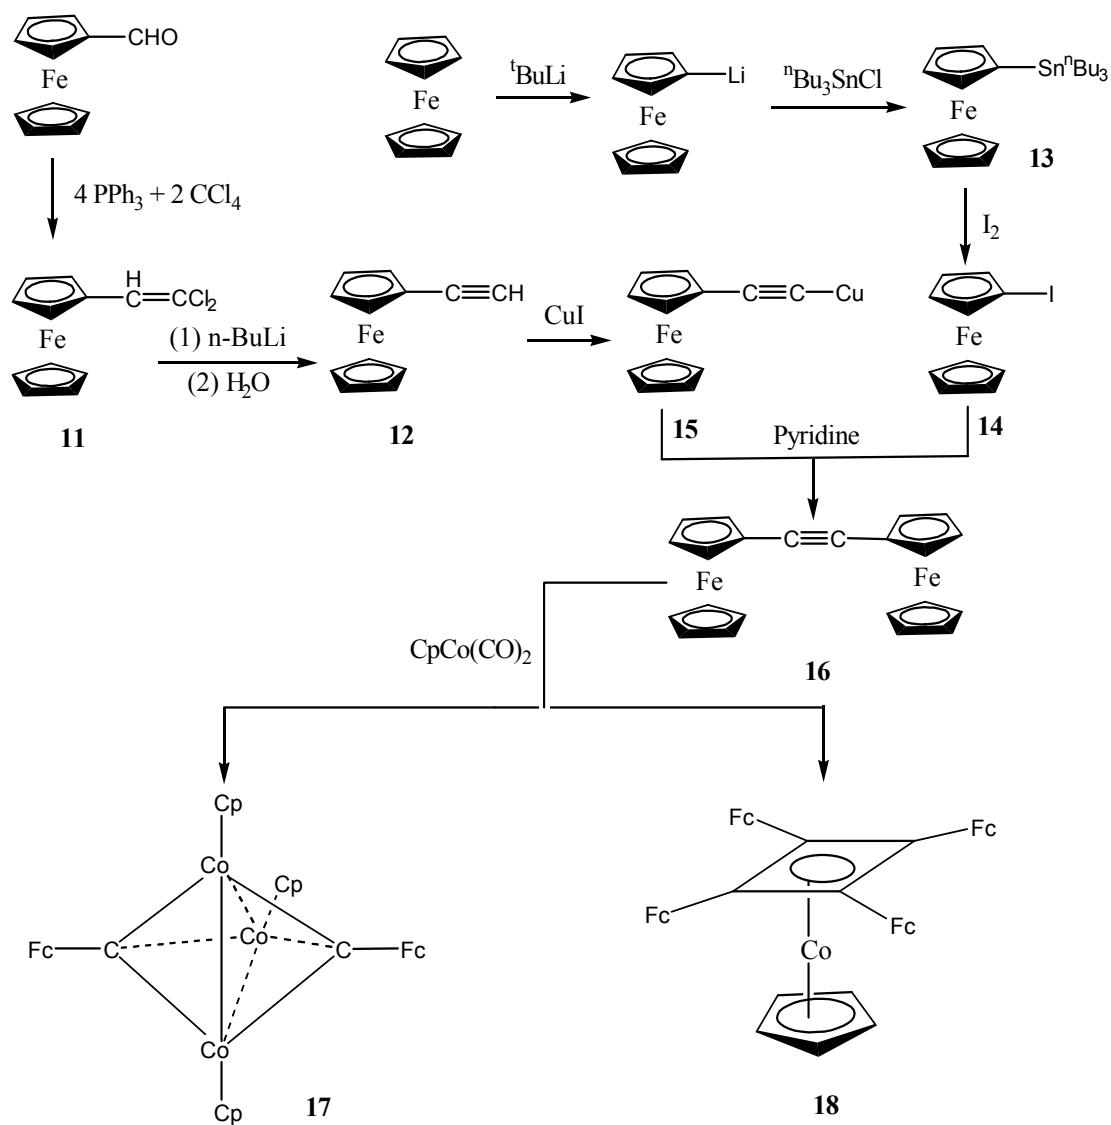 CHO
Fe
4 PPh3 + 2 CCl4
Fe
tBuLi
Li
Fe
nBu3SnCl
SnnBu3
Fe
13
I2
H
C=CCl2
Fe
11
(1) n-BuLi
(2) H2O
C≡CH
Fe
12
CuI
C≡C-Cu
Fe
15
I
Fe
14
Pyridine
C≡C
Fe
Fe
16
CpCo(CO)2
Cp
Co
Cp
Fc
C
Co
C
Fc
Co
Cp
17
Fc
Fc
Fc
Fc
Co
18